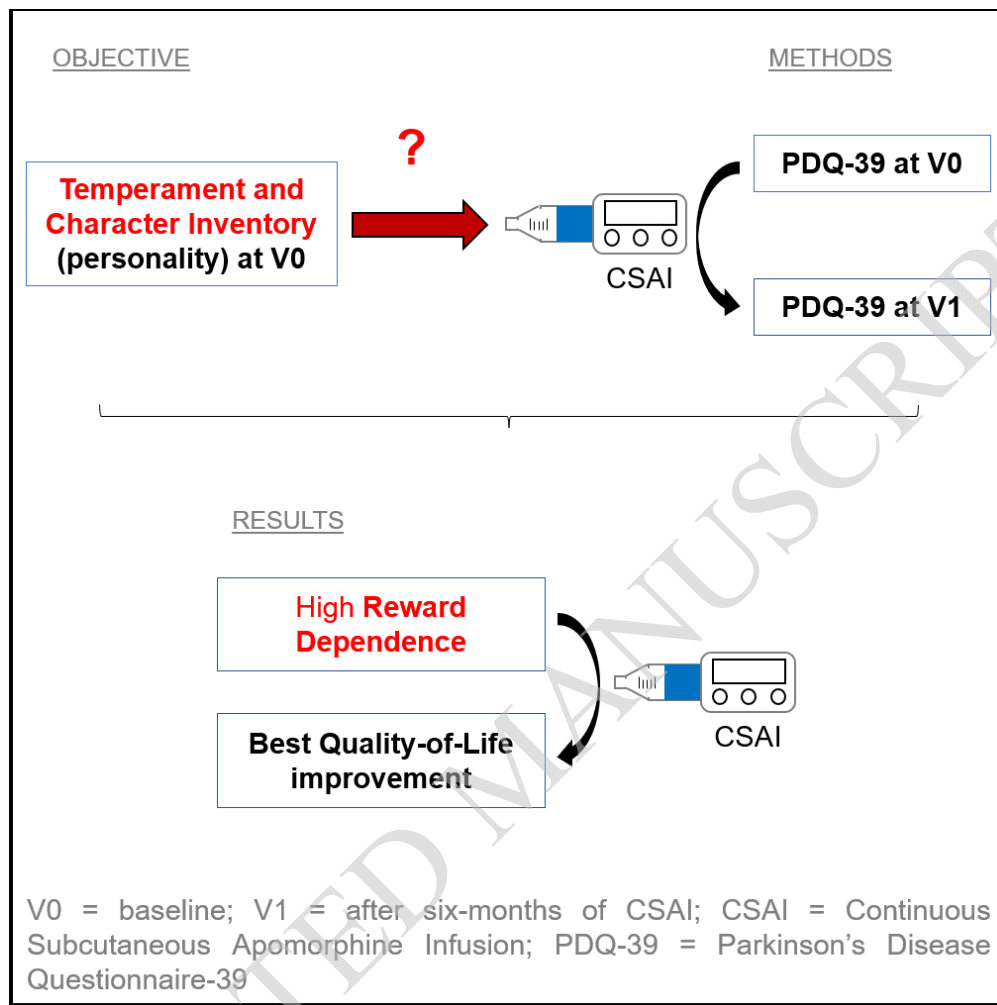 OBJECTIVE
METHODS
?
Temperament and
Character Inventory
(personality) at V0
CSAI
PDQ-39 at V0
PDQ-39 at V1
RESULTS
High Reward
Dependence
Best Quality-of-Life
improvement
CSAI
V0 = baseline; V1 = after six-months of CSAI; CSAI = Continuous
Subcutaneous Apomorphine Infusion; PDQ-39 = Parkinson's Disease
Questionnaire-39
TED MANUSCRIPT